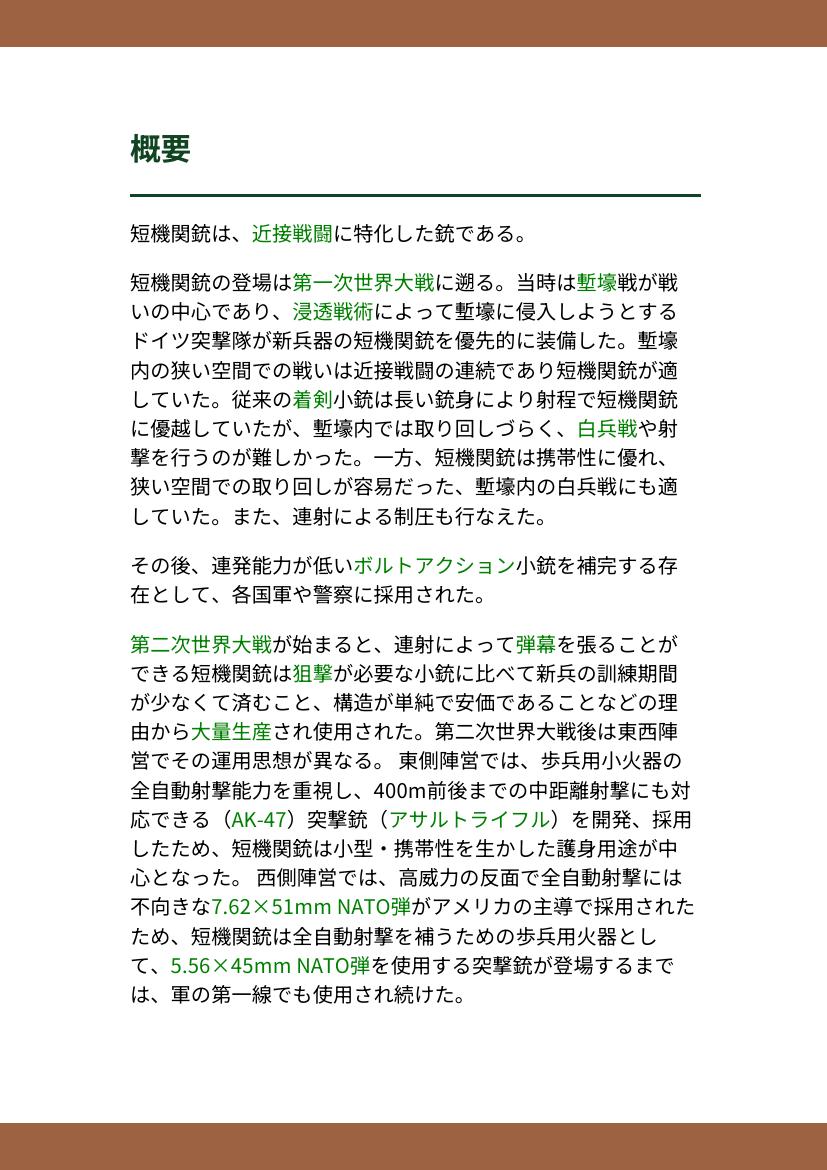 概要
短機関銃は、近接戦闘に特化した銃である。
短機関銃の登場は第一次世界大戦に遡る。当時は塹壕戦が戦
いの中心であり、浸透戦術によって塹壕に侵入しようとする
ドイツ突撃隊が新兵器の短機関銃を優先的に装備した。塹壕
内の狭い空間での戦いは近接戦闘の連続であり短機関銃が適
していた。従来の着剣小銃は長い銃身により射程で短機関銃
に優越していたが、塹壕内では取り回しづらく、白兵戦や射
撃を行うのが難しかった。一方、短機関銃は携帯性に優れ、
狭い空間での取り回しが容易だった、塹壕内の白兵戦にも適
していた。また、連射による制圧も行なえた。
その後、連発能力が低いボルトアクション小銃を補完する存
在として、各国軍や警察に採用された。
第二次世界大戦が始まると、連射によって弾幕を張ることが
できる短機関銃は狙撃が必要な小銃に比べて新兵の訓練期間
が少なくて済むこと、構造が単純で安価であることなどの理
由から大量生産され使用された。第二次世界大戦後は東西陣
営でその運用思想が異なる。 東側陣営では、歩兵用小火器の
全自動射撃能力を重視し、400m前後までの中距離射撃にも対
応できる（AK-47）突撃銃（アサルトライフル）を開発、採用
したため、短機関銃は小型・携帯性を生かした護身用途が中
心となった。 西側陣営では、高威力の反面で全自動射撃には
不向きな7.62×51mm NATO弾がアメリカの主導で採用された
ため、短機関銃は全自動射撃を補うための歩兵用火器とし
て、5.56×45mm NATO弾を使用する突撃銃が登場するまで
は、軍の第一線でも使用され続けた。